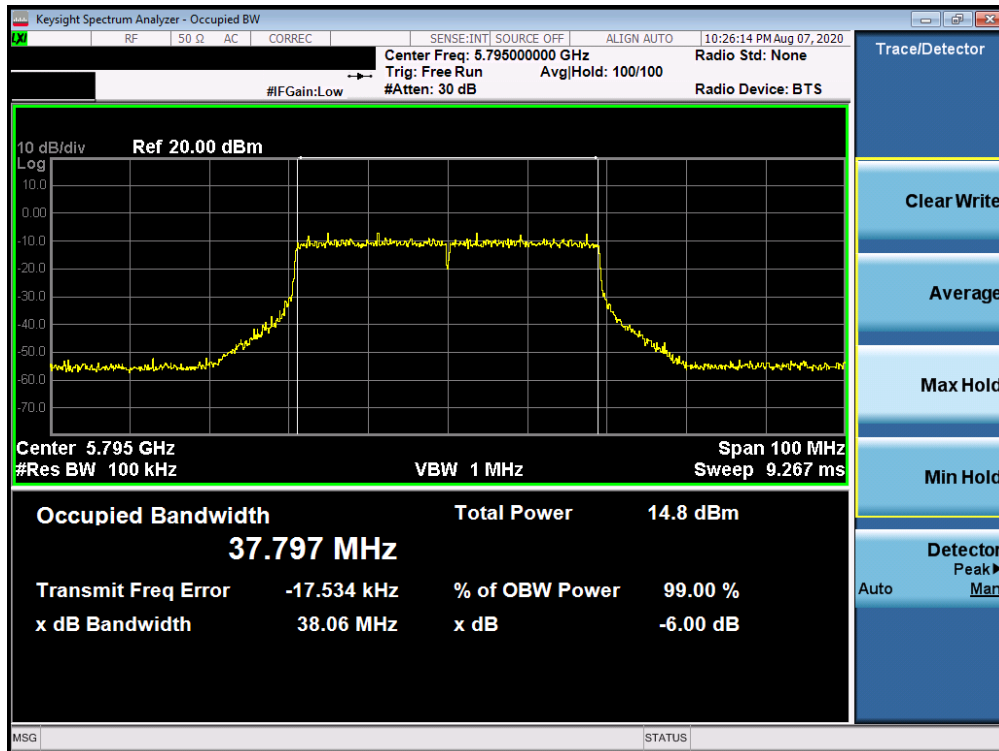 Keysight Spectrum Analyzer - Occupied BW
LXI RF 50 Ω AC CORREC SENSE:INT SOURCE OFF ALIGN AUTO 10:26:14 PM Aug 07, 2020
Center Freq: 5.795000000 GHz Radio Std: None
Trig: Free Run Avg|Hold: 100/100
#IFGain:Low #Atten: 30 dB Radio Device: BTS
Trace/Detector
10 dB/div Ref 20.00 dBm
Log
10.0
0.00
-10.0
-20.0
-30.0
-40.0
-50.0
-60.0
-70.0
Center 5.795 GHz Span 100 MHz
#Res BW 100 kHz VBW 1 MHz Sweep 9.267 ms
Occupied Bandwidth Total Power 14.8 dBm
37.797 MHz
Transmit Freq Error -17.534 kHz % of OBW Power 99.00 %
x dB Bandwidth 38.06 MHz x dB -6.00 dB
Clear Write
Average
Max Hold
Min Hold
Detector
Peak
Auto Man
MSG STATUS